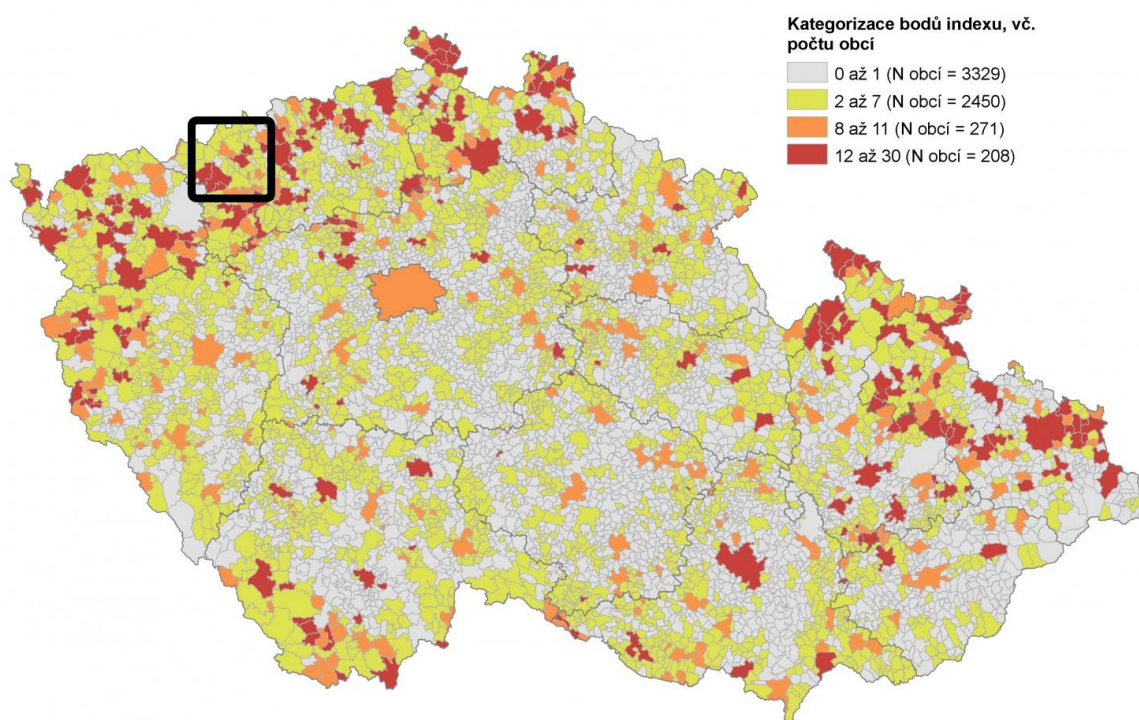 Kategorizace bodů indexu, vč.
počtu obcí
0 až 1 (N obcí = 3329)
2 až 7 (N obcí = 2450)
8 až 11 (N obcí = 271)
12 až 30 (N obcí = 208)